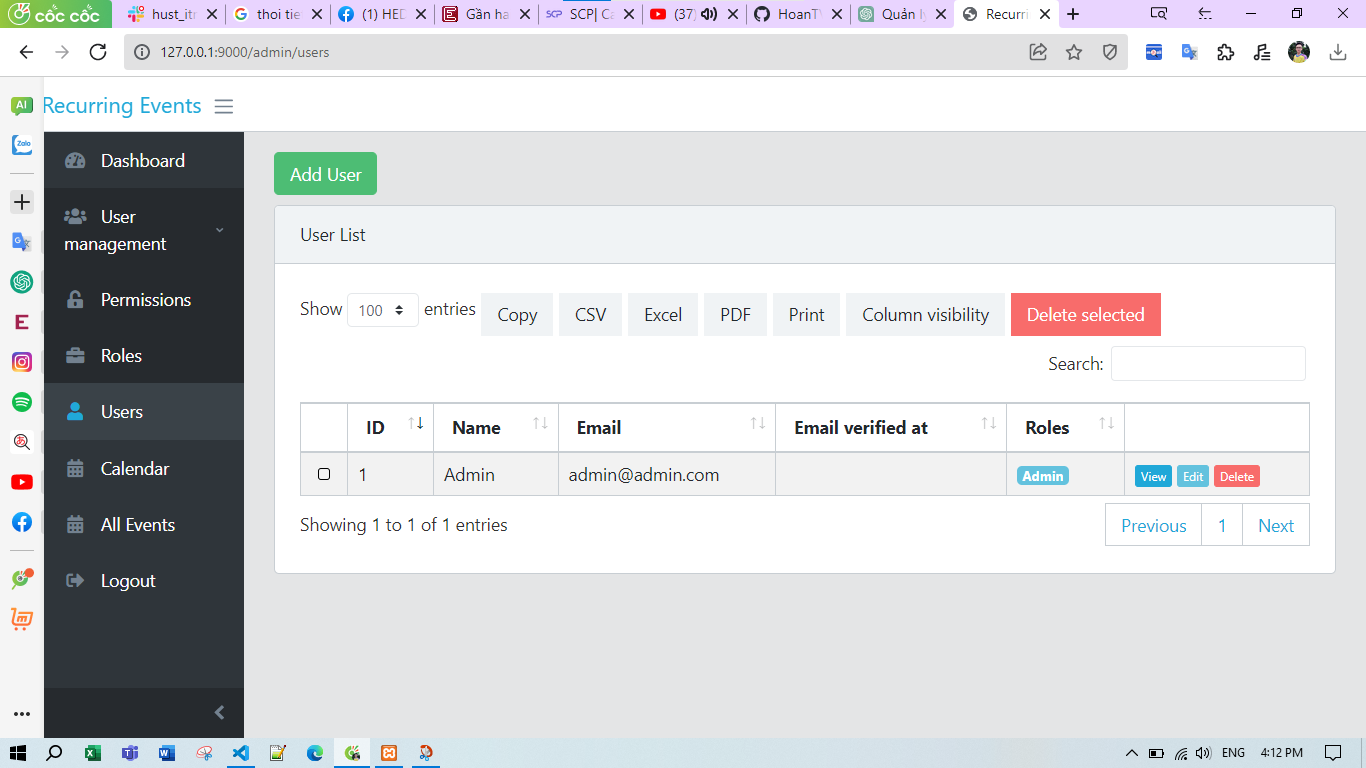 cốc cốc
hust_itr
thoi tie
(1) HED
Gần ha
SCP| Ca
(37)
HoanTV
Quản lý
Recurri
127.0.0.1:9000/admin/users
AI
Recurring Events
Zalo
Dashboard
Add User
User
management
User List
Permissions
Show 100 entries Copy CSV Excel PDF Print Column visibility Delete selected
Roles
Search:
Users
ID Name Email Email verified at Roles
Calendar
1 Admin admin@admin.com Admin View Edit Delete
All Events
Showing 1 to 1 of 1 entries
Previous 1 Next
Logout
ENG 4:12 PM